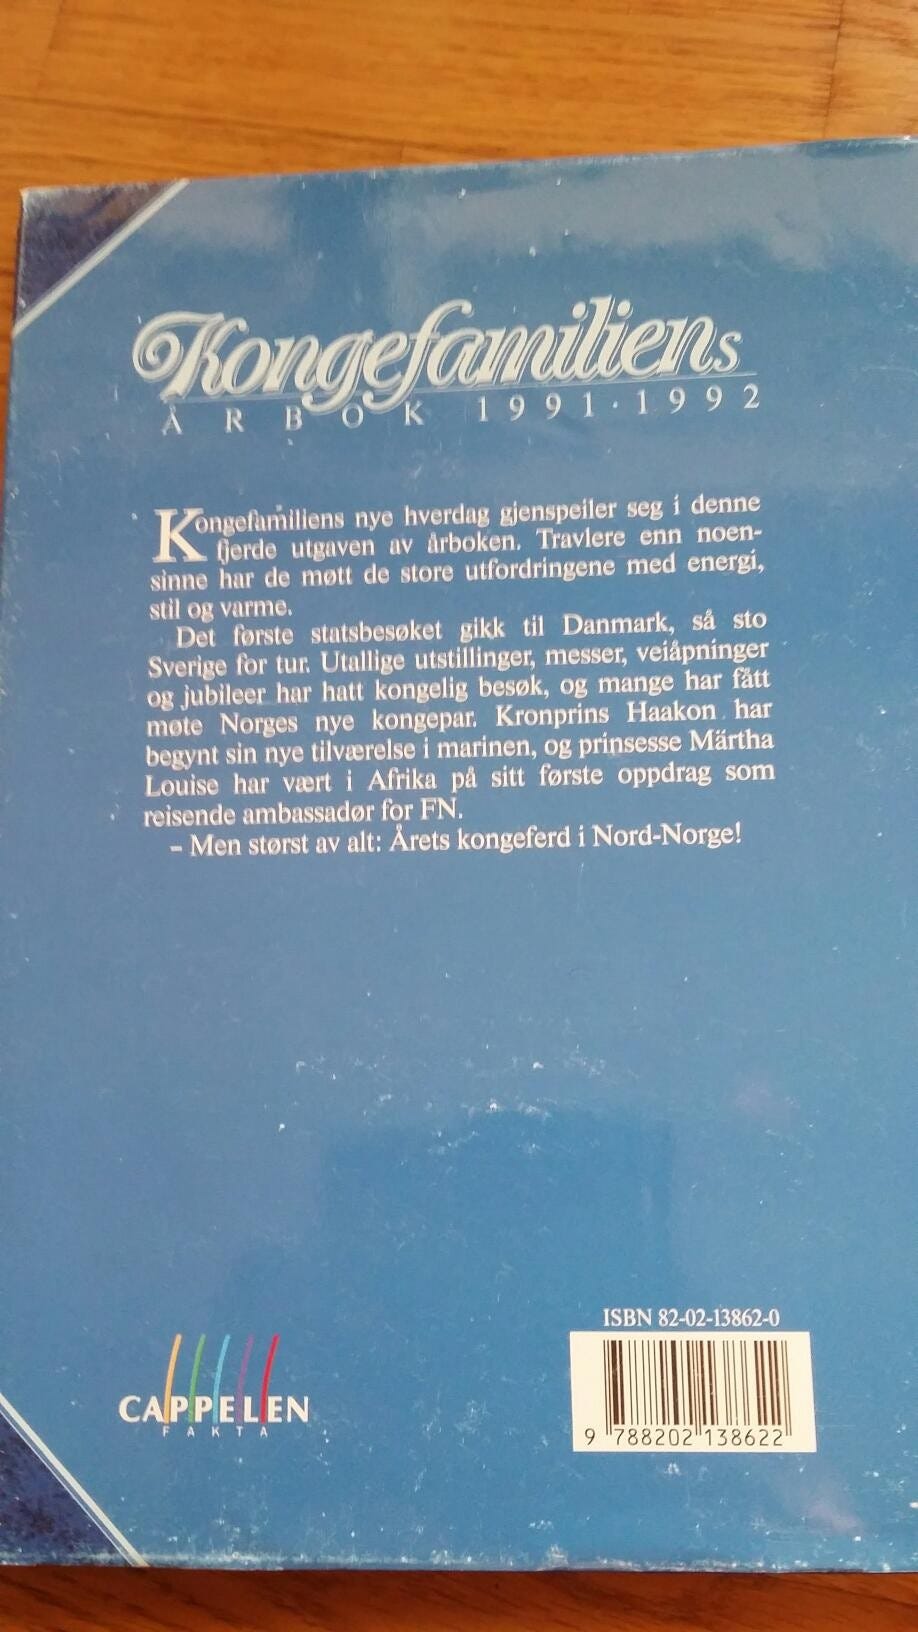 Kongefamiliens
ÅRBOK 1991·1992
Kongefamiliens nye hverdag gjenspeiler seg i denne
fjerde utgaven av årboken. Travlere enn noen-
sinne har de møtt de store utfordringene med energi,
stil og varme.
Det første statsbesøket gikk til Danmark, så sto
Sverige for tur. Utallige utstillinger, messer, veiåpninger
og jubileer har hatt kongelig besøk, og mange har fått
møte Norges nye kongepar. Kronprins Haakon har
begynt sin nye tilværelse i marinen, og prinsesse Märtha
Louise har vært i Afrika på sitt første oppdrag som
reisende ambassadør for FN.
– Men størst av alt: Årets kongeferd i Nord-Norge!
ISBN 82-02-13862-0
9 788202 138622
CAPPELEN
FAKTA